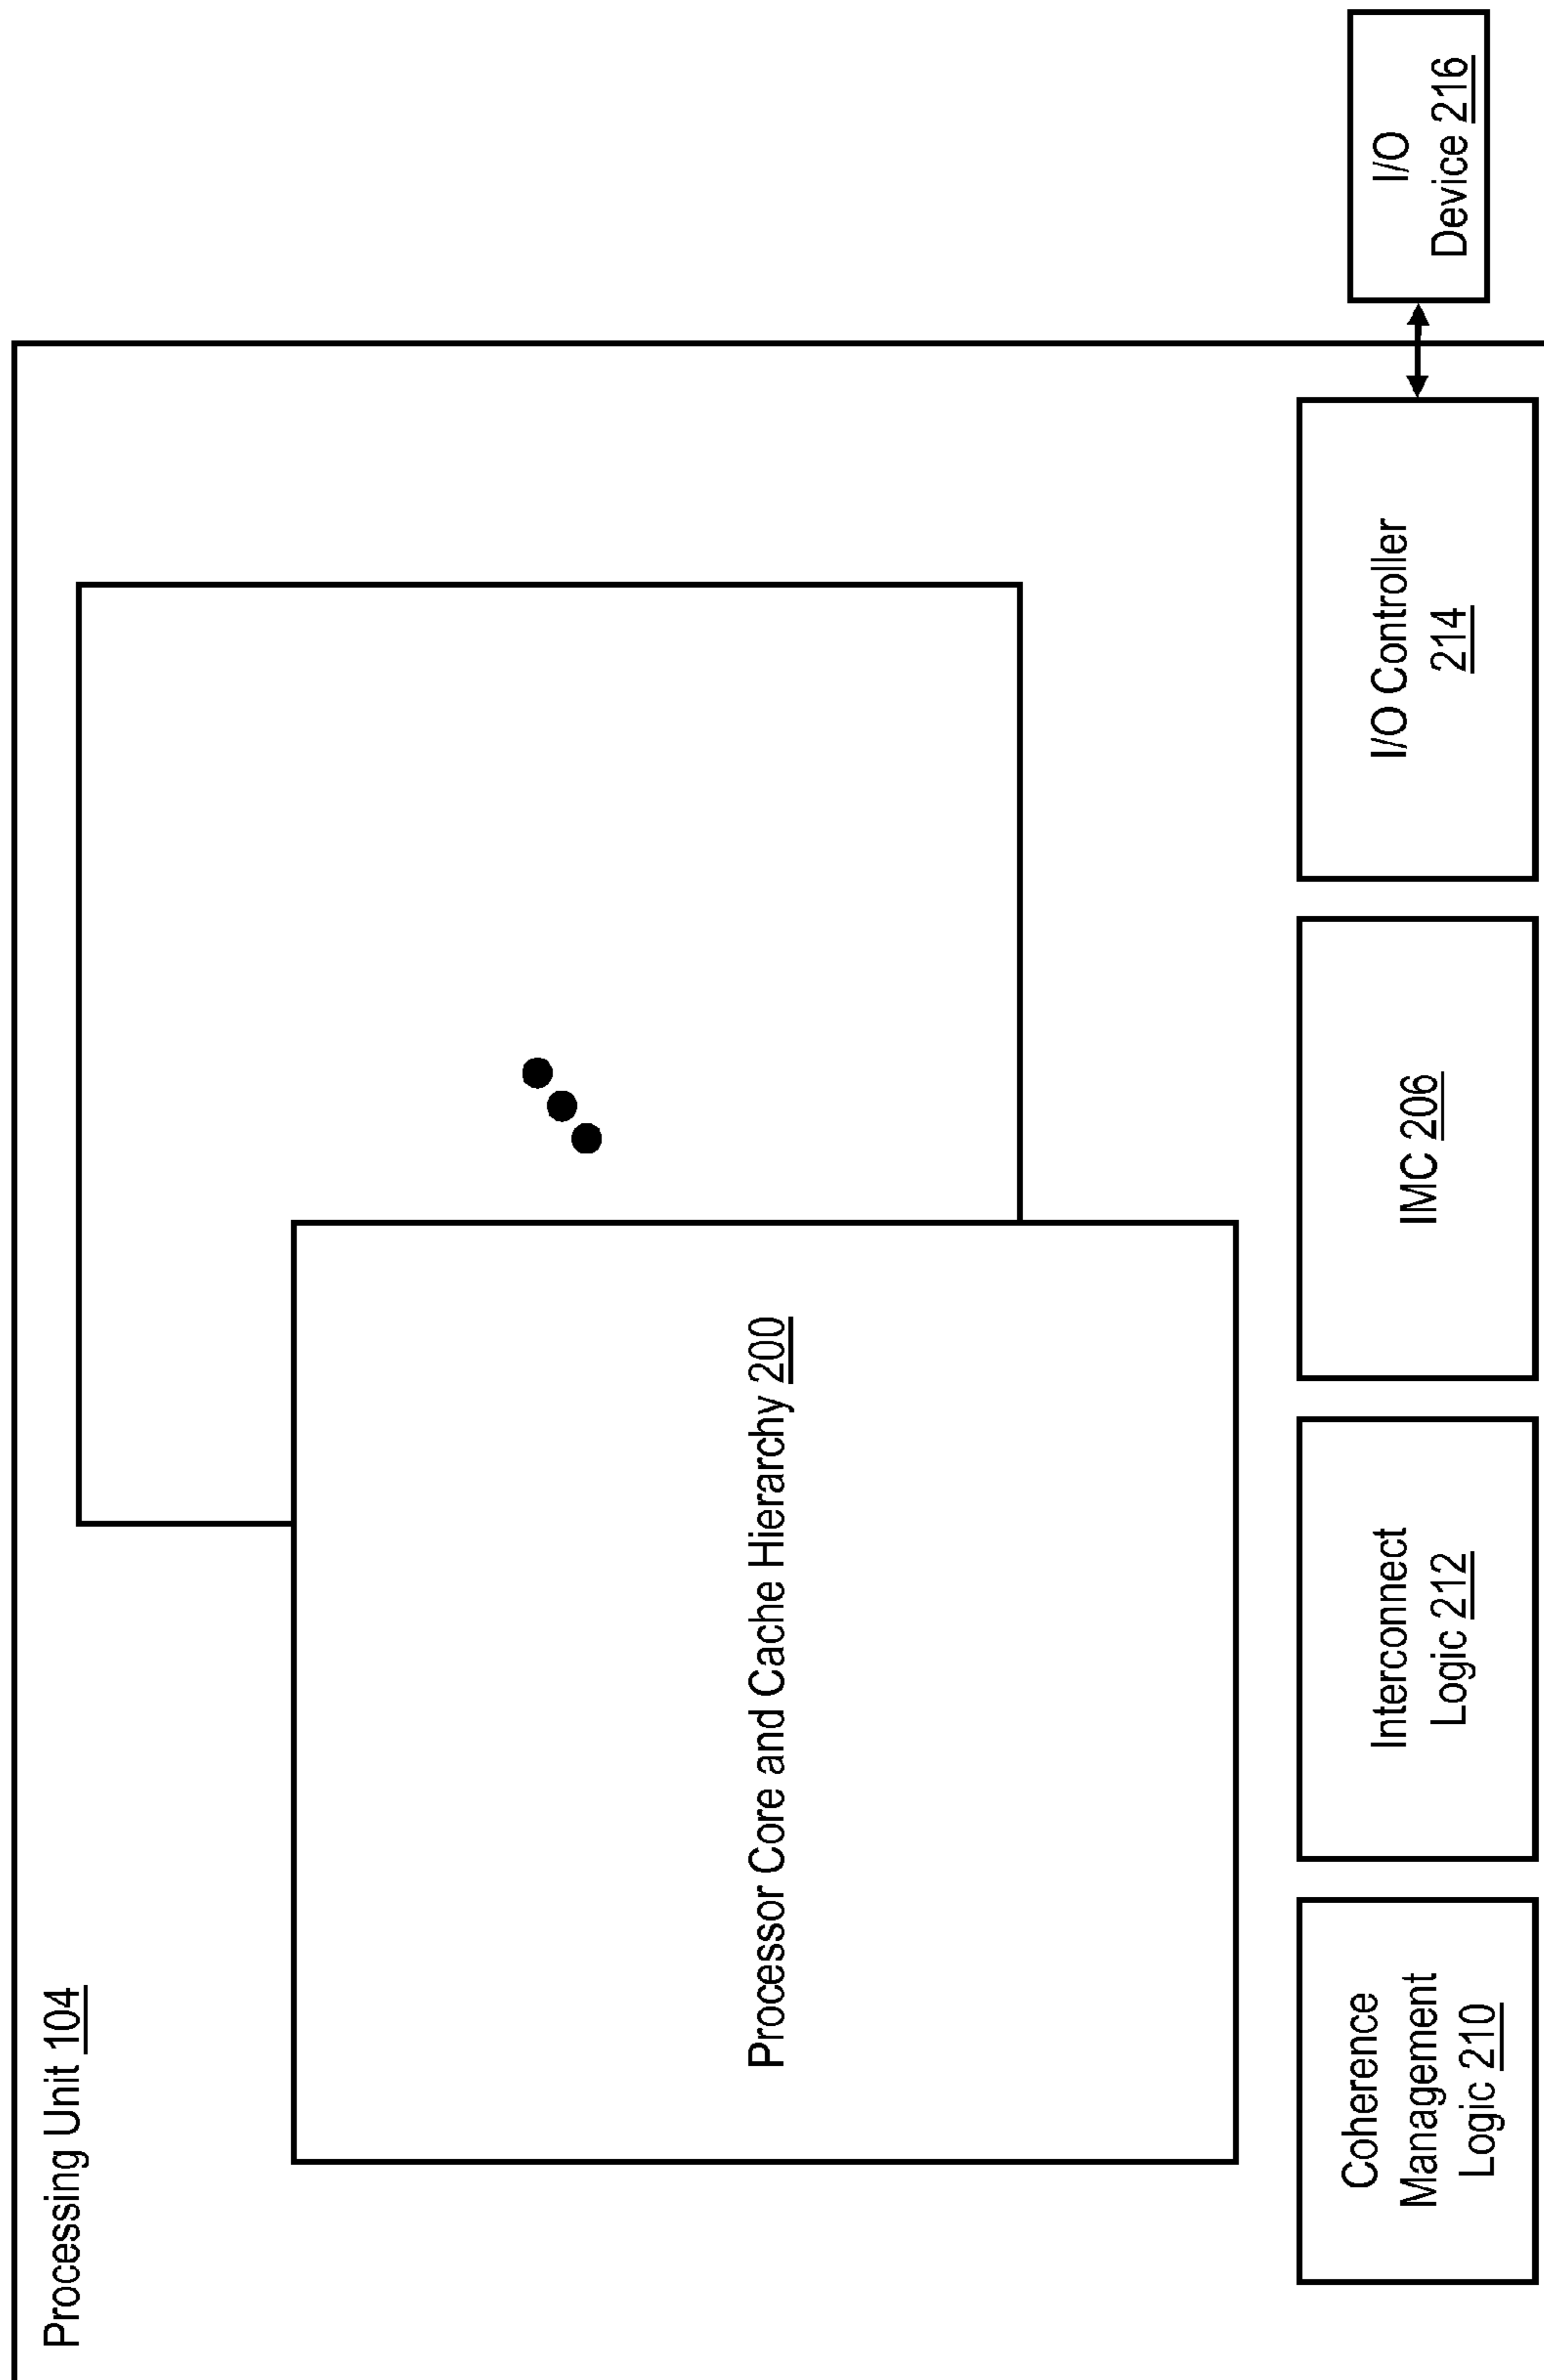 Processing Unit 104
Processor Core and Cache Hierarchy 200
Coherence
Management
Logic 210
Interconnect
Logic 212
IMC 206
I/O Controller
214
I/O
Device 216